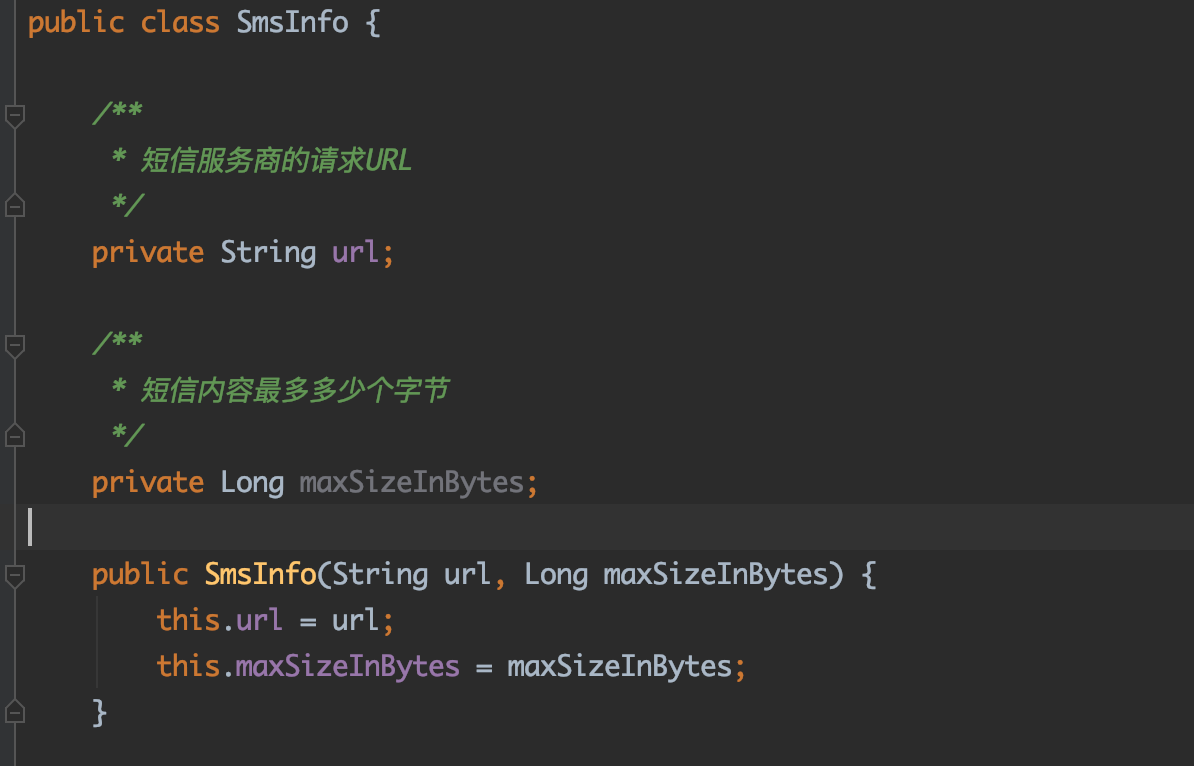 public class SmsInfo {
/**
* 短信服务商的请求URL
*/
private String url;
/**
* 短信内容最多多少个字节
*/
private Long maxSizeInBytes;
public SmsInfo(String url, Long maxSizeInBytes) {
this.url = url;
this.maxSizeInBytes = maxSizeInBytes;
}